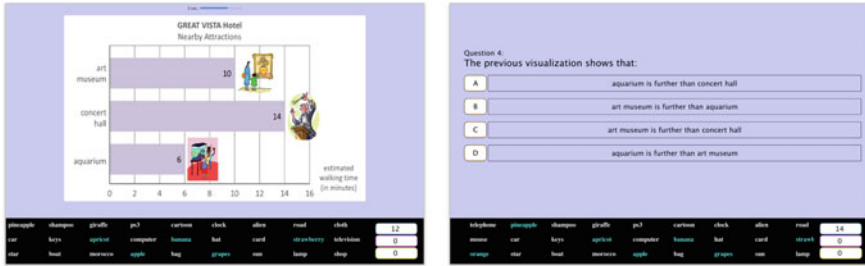 GREAT VISTA Hotel
Nearby Attractions
art museum
10
concert hall
14
aquarium
6
0 2 4 6 8 10 12 14 16
estimated walking time (in minutes)
pineapple shampoo giraffe ps3 cartoon clock alien road cloth
car keys apricot computer banana hat card strawberry television
star boat morocco apple bag grapes sun lamp shop
12
0
0
Question 4:
The previous visualization shows that:
A aquarium is further than concert hall
B art museum is further than aquarium
C art museum is further than concert hall
D aquarium is further than art museum
telephone pineapple shampoo giraffe ps3 cartoon clock alien road
mouse car keys apricot computer banana hat card strawb
orange star boat morocco apple bag grapes sun lamp
14
0
0